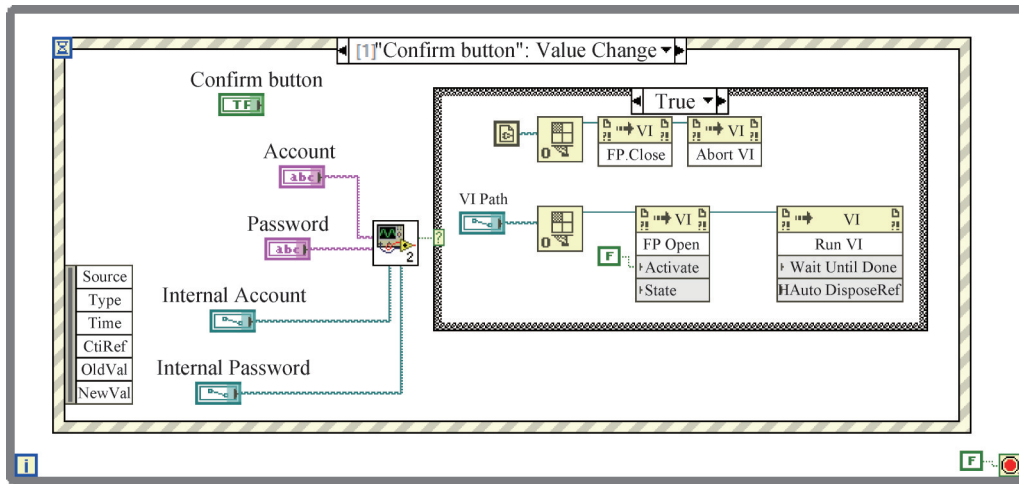 [1]"Confirm button": Value Change
Confirm button
TF
True
Account
abc
?! VI ?! ?! VI ?!
FP.Close Abort VI
0
VI Path
Password
abc
2
?
?! VI ?! ?! VI ?!
0
FP Open Run VI
F
Activate Wait Until Done
State HAuto DisposeRef
Source
Type
Time
CtiRef
OldVal
NewVal
Internal Account
Internal Password
i
F